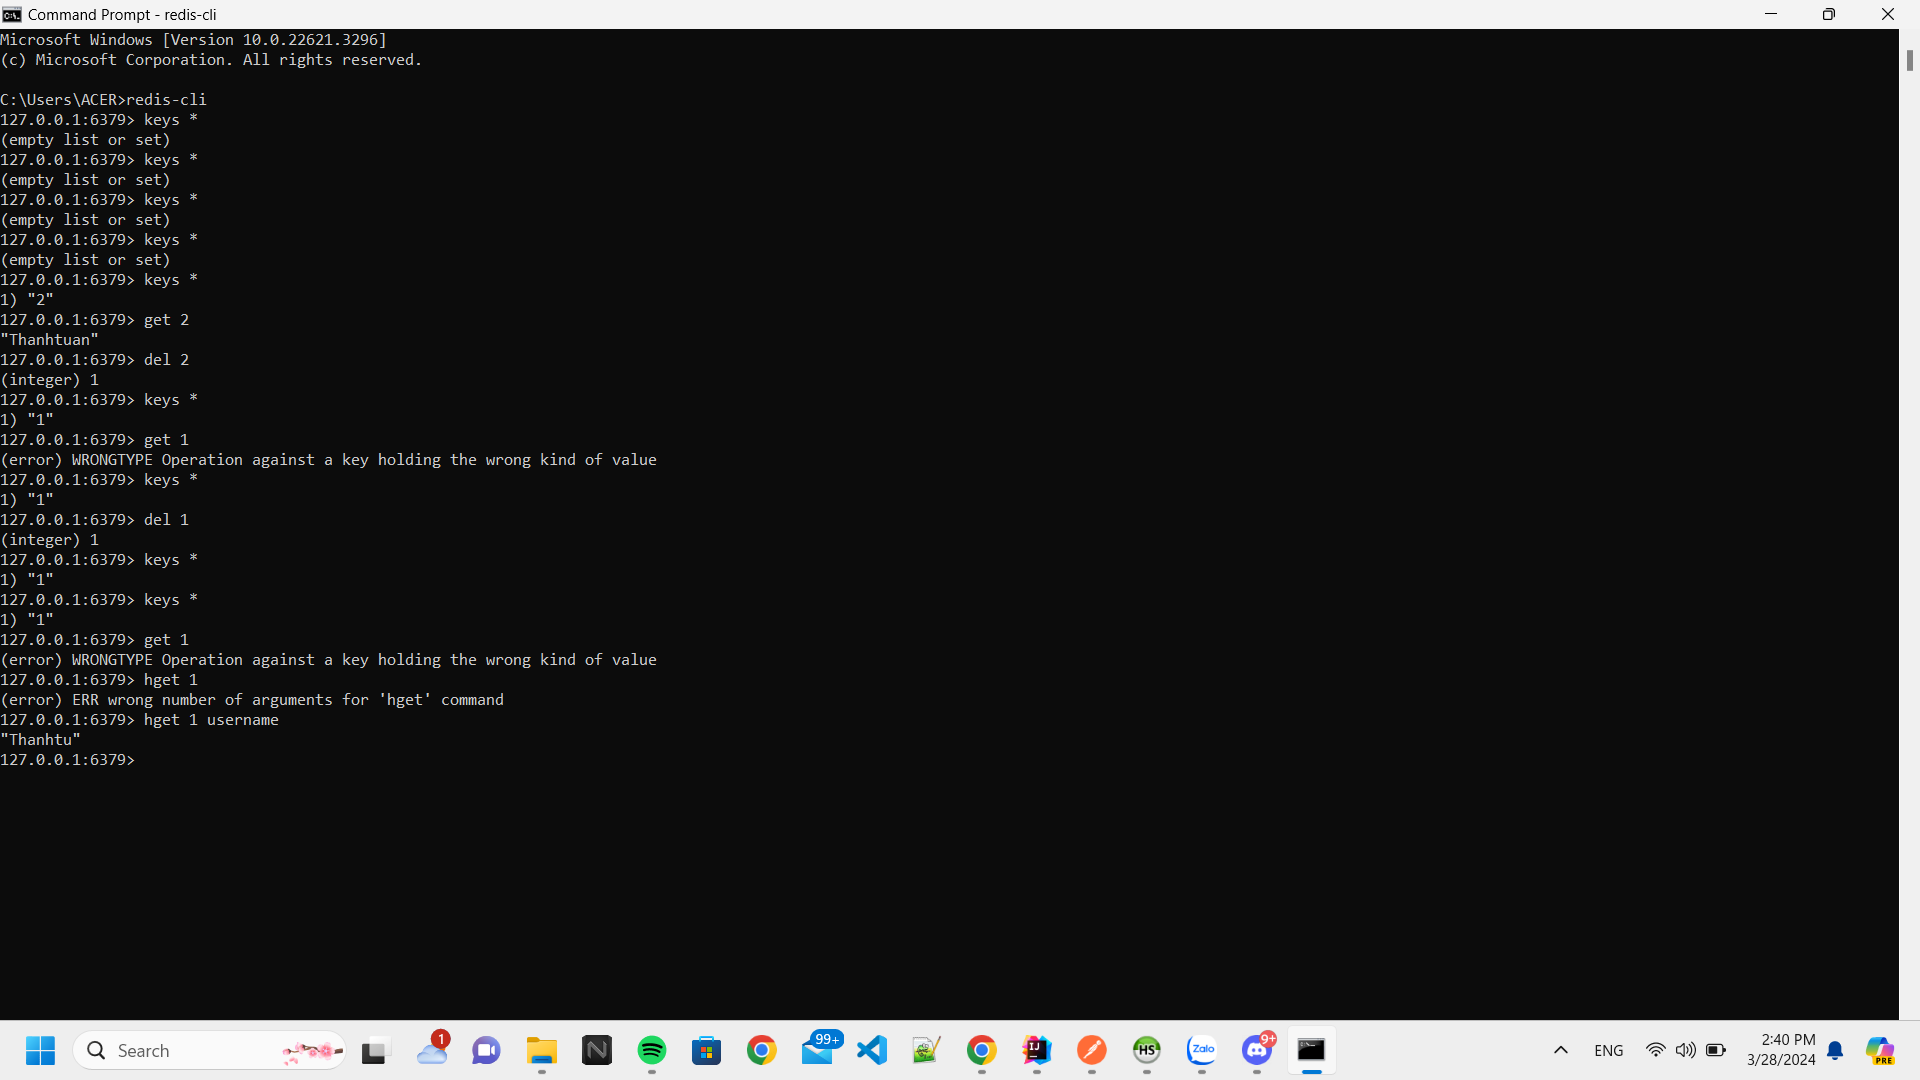 Command Prompt - redis-cli
Microsoft Windows [Version 10.0.22621.3296]
(c) Microsoft Corporation. All rights reserved.
C:\Users\ACER>redis-cli
127.0.0.1:6379> keys *
(empty list or set)
127.0.0.1:6379> keys *
(empty list or set)
127.0.0.1:6379> keys *
(empty list or set)
127.0.0.1:6379> keys *
(empty list or set)
127.0.0.1:6379> keys *
1) "2"
127.0.0.1:6379> get 2
"Thanhtuan"
127.0.0.1:6379> del 2
(integer) 1
127.0.0.1:6379> keys *
1) "1"
127.0.0.1:6379> get 1
(error) WRONGTYPE Operation against a key holding the wrong kind of value
127.0.0.1:6379> keys *
1) "1"
127.0.0.1:6379> del 1
(integer) 1
127.0.0.1:6379> keys *
1) "1"
127.0.0.1:6379> keys *
1) "1"
127.0.0.1:6379> get 1
(error) WRONGTYPE Operation against a key holding the wrong kind of value
127.0.0.1:6379> hget 1
(error) ERR wrong number of arguments for 'hget' command
127.0.0.1:6379> hget 1 username
"Thanhtu"
127.0.0.1:6379>
Search
1
99+
IJ
HS
Zalo
9+
ENG
2:40 PM
3/28/2024
PRE